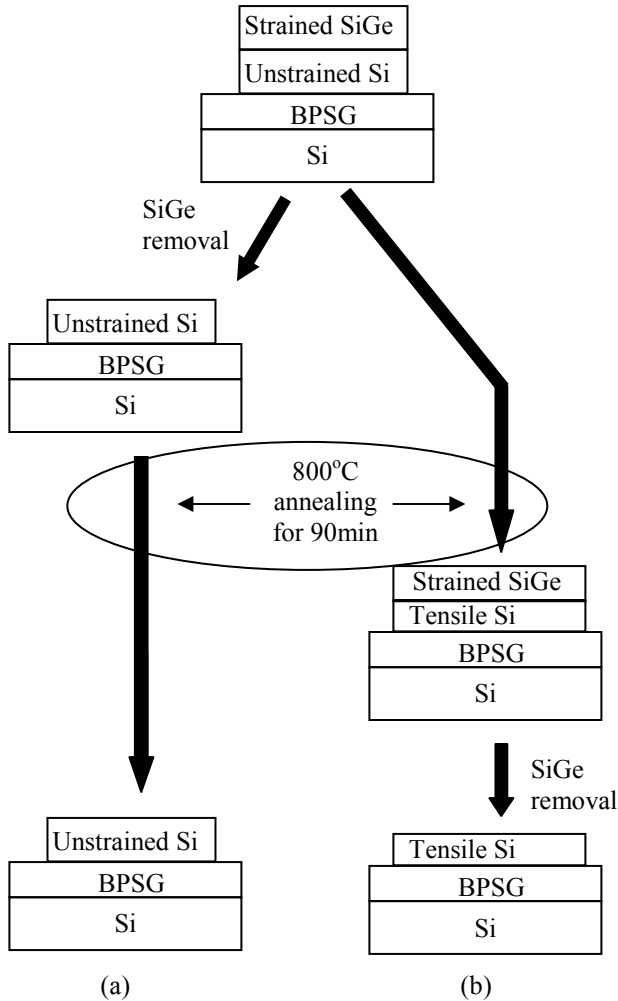 Strained SiGe
Unstrained Si
BPSG
Si
SiGe
removal
Unstrained Si
BPSG
Si
800°C
annealing
for 90min
Strained SiGe
Tensile Si
BPSG
Si
SiGe
removal
Unstrained Si
BPSG
Si
Tensile Si
BPSG
Si
(a)
(b)